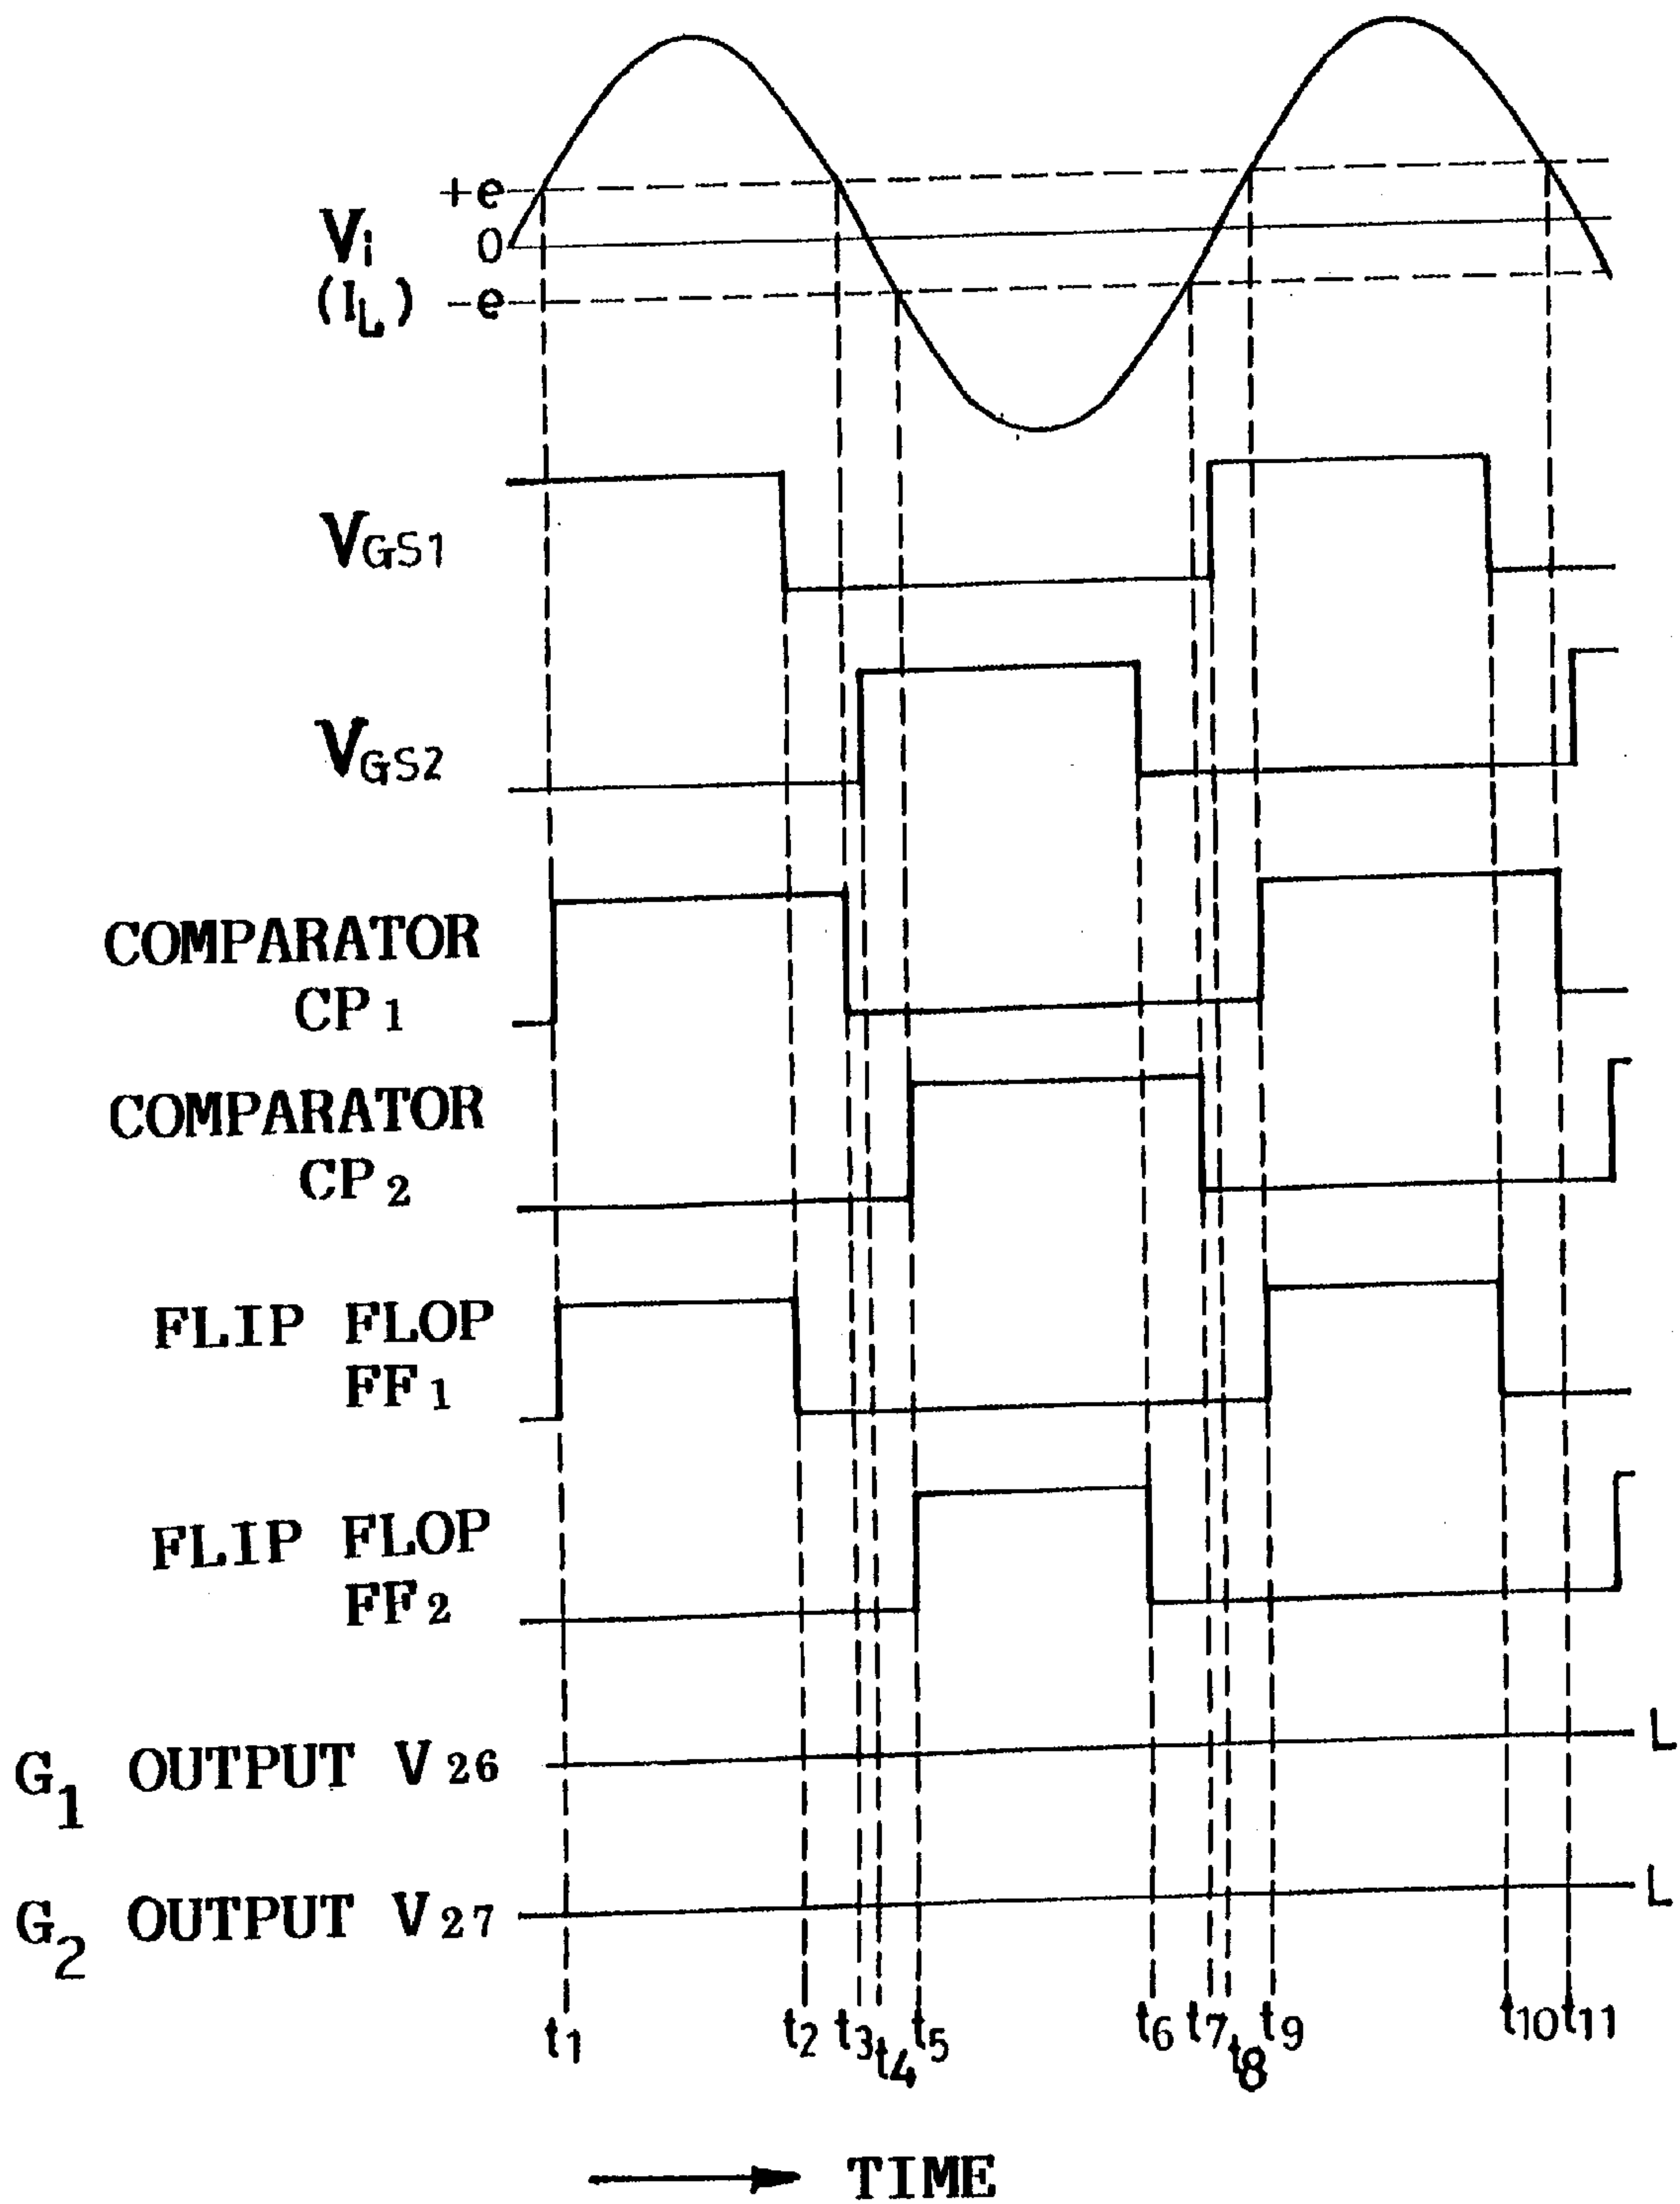 +e
Vi
0
(IL)
-e
VGS1
VGS2
COMPARATOR
CP1
COMPARATOR
CP2
FLIP FLOP
FF1
FLIP FLOP
FF2
G1 OUTPUT V26
L
G2 OUTPUT V27
L
t1 t2 t3 t4 t5 t6 t7 t8 t9 t10 t11
TIME